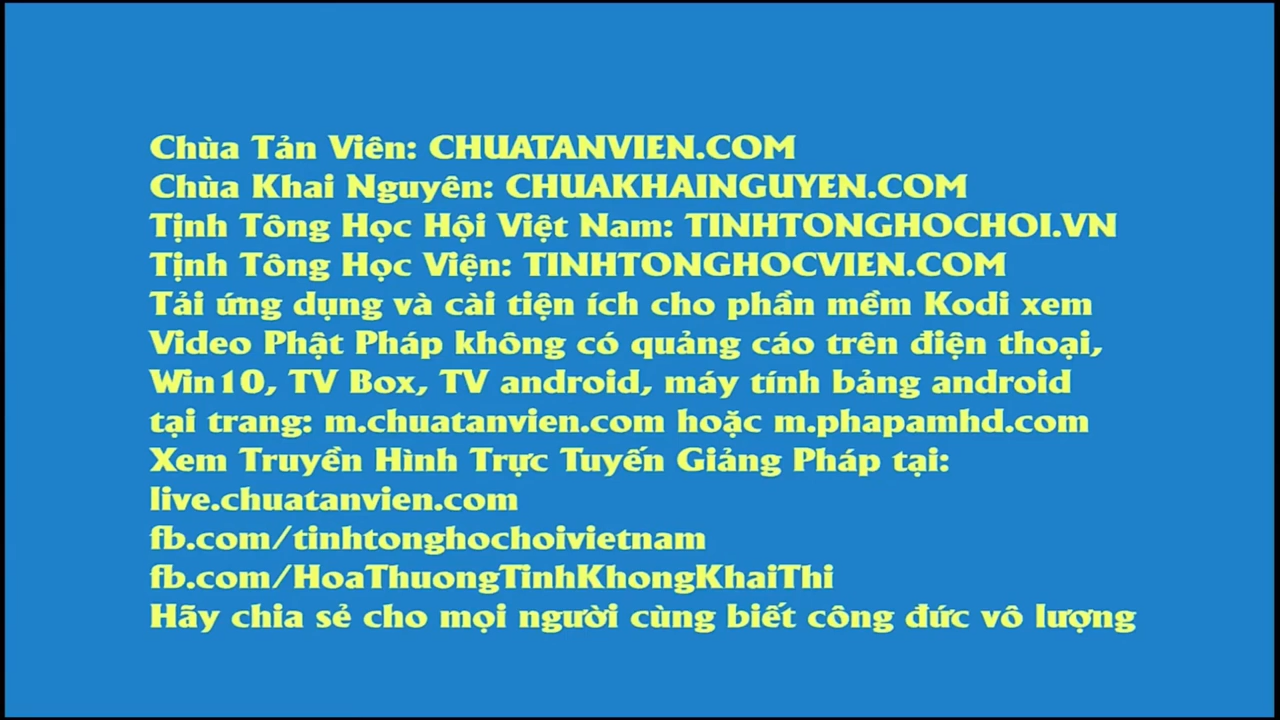 Chùa Tản Viên: CHUATANVIEN.COM
Chùa Khai Nguyên: CHUAKHAINGUYEN.COM
Tịnh Tông Học Hội Việt Nam: TINHTONGHOCHOI.VN
Tịnh Tông Học Viện: TINHTONGHOCVIEN.COM
Tải ứng dụng và cài tiện ích cho phần mềm Kodi xem
Video Phật Pháp không có quảng cáo trên điện thoại,
Win10, TV Box, TV android, máy tính bảng android
tại trang: m.chuatanvien.com hoặc m.phapamhd.com
Xem Truyền Hình Trực Tuyến Giảng Pháp tại:
live.chuatanvien.com
fb.com/tinhtonghochoivietnam
fb.com/HoaThuongTinhKhongKhaiThi
Hãy chia sẻ cho mọi người cùng biết công đức vô lượng